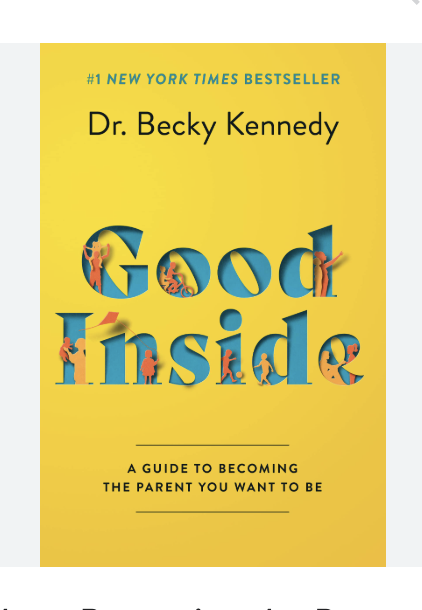 #1 NEW YORK TIMES BESTSELLER
Dr. Becky Kennedy
Good
Inside
A GUIDE TO BECOMING
THE PARENT YOU WANT TO BE